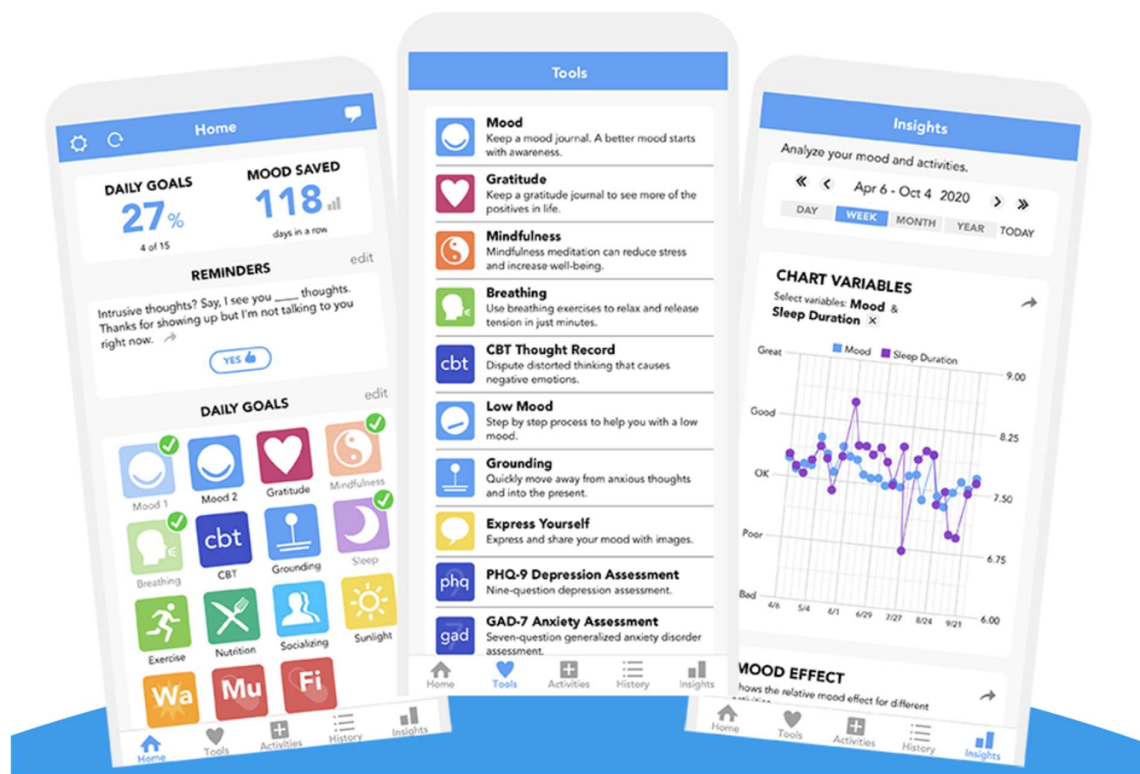 Home
DAILY GOALS
27%
4 of 15
MOOD SAVED
118
days in a row
REMINDERS
edit
Intrusive thoughts? Say, I see you ____ thoughts.
Thanks for showing up but I'm not talking to you
right now.
YES
DAILY GOALS
edit
Mood 1
Mood 2
Gratitude
Mindfulness
cbt
Breathing
CBT
Grounding
Sleep
Exercise
Nutrition
Socializing
Sunlight
Wa
Mu
Fi
Home
Tools
Activities
History
Insights
Tools
Mood
Keep a mood journal. A better mood starts
with awareness.
Gratitude
Keep a gratitude journal to see more of the
positives in life.
Mindfulness
Mindfulness meditation can reduce stress
and increase well-being.
Breathing
Use breathing exercises to relax and release
tension in just minutes.
cbt
CBT Thought Record
Dispute distorted thinking that causes
negative emotions.
Low Mood
Step by step process to help you with a low
mood.
Grounding
Quickly move away from anxious thoughts
and into the present.
Express Yourself
Express and share your mood with images.
phq
9
PHQ-9 Depression Assessment
Nine-question depression assessment.
gad
7
GAD-7 Anxiety Assessment
Seven-question generalized anxiety disorder
assessment.
Home
Tools
Activities
History
Insights
Insights
Analyze your mood and activities.
« ‹ Apr 6 - Oct 4 2020 › »
DAY WEEK MONTH YEAR TODAY
CHART VARIABLES
Select variables: Mood &
Sleep Duration ×
Mood Sleep Duration
Great
Good
OK
Poor
Bad
9.00
8.25
7.50
6.75
6.00
4/6 5/4 6/1 6/29 7/27 8/24 9/21
MOOD EFFECT
hows the relative mood effect for different
Home
Tools
Activities
History
Insights